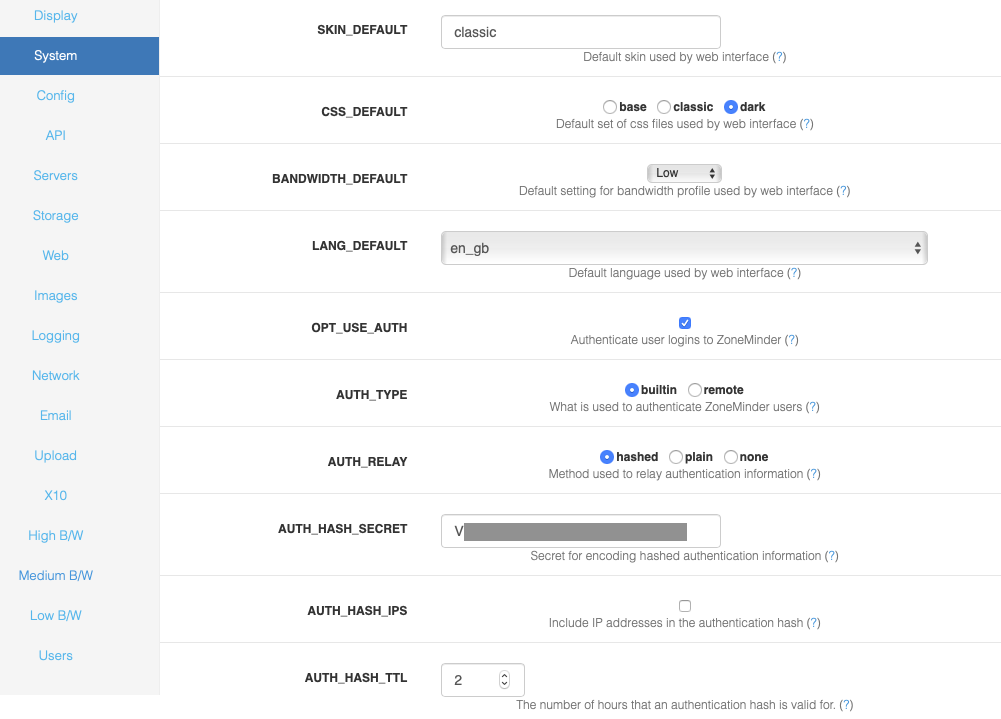 Display
System
Config
API
Servers
Storage
Web
Images
Logging
Network
Email
Upload
X10
High B/W
Medium B/W
Low B/W
Users
SKIN_DEFAULT
classic
Default skin used by web interface (?)
CSS_DEFAULT
base classic dark
Default set of css files used by web interface (?)
BANDWIDTH_DEFAULT
Low
Default setting for bandwidth profile used by web interface (?)
LANG_DEFAULT
en_gb
Default language used by web interface (?)
OPT_USE_AUTH
Authenticate user logins to ZoneMinder (?)
AUTH_TYPE
builtin remote
What is used to authenticate ZoneMinder users (?)
AUTH_RELAY
hashed plain none
Method used to relay authentication information (?)
AUTH_HASH_SECRET
V
Secret for encoding hashed authentication information (?)
AUTH_HASH_IPS
Include IP addresses in the authentication hash (?)
AUTH_HASH_TTL
2
The number of hours that an authentication hash is valid for. (?)